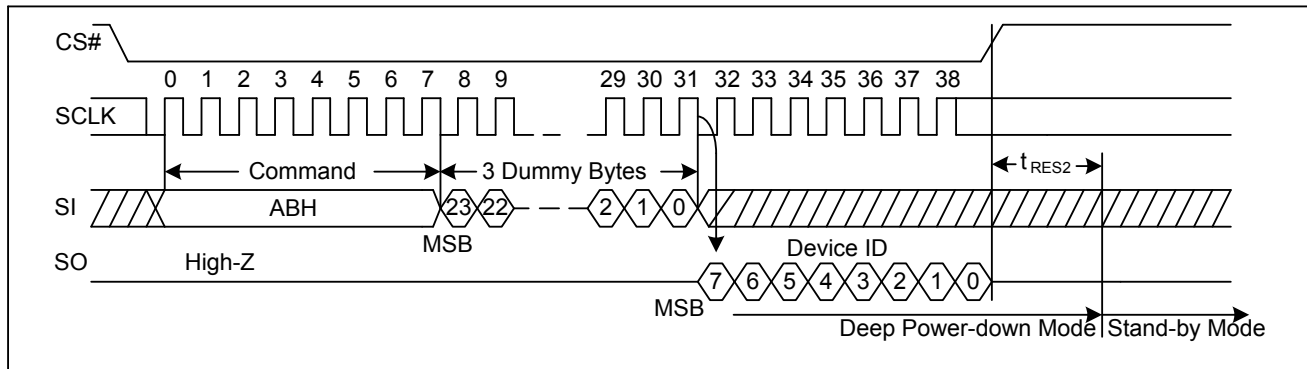 CS#
0 1 2 3 4 5 6 7 8 9 29 30 31 32 33 34 35 36 37 38
SCLK
Command 3 Dummy Bytes tRES2
SI ABH 23 22 2 1 0
MSB
SO High-Z Device ID
7 6 5 4 3 2 1 0
MSB
Deep Power-down Mode Stand-by Mode